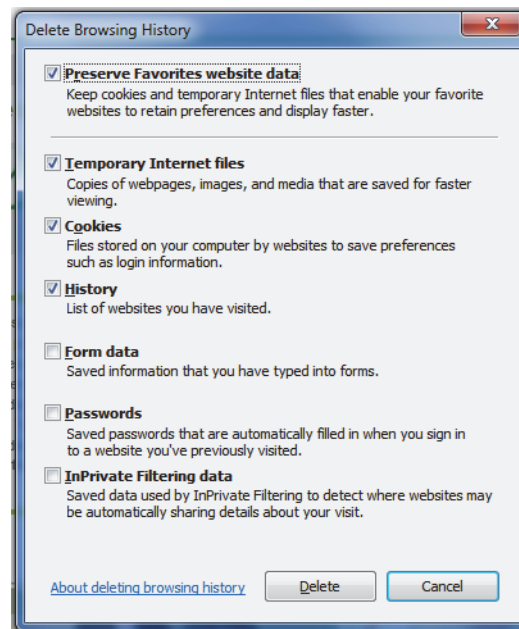 Delete Browsing History
Preserve Favorites website data
Keep cookies and temporary Internet files that enable your favorite
websites to retain preferences and display faster.
Temporary Internet files
Copies of webpages, images, and media that are saved for faster
viewing.
Cookies
Files stored on your computer by websites to save preferences
such as login information.
History
List of websites you have visited.
Form data
Saved information that you have typed into forms.
Passwords
Saved passwords that are automatically filled in when you sign in
to a website you've previously visited.
InPrivate Filtering data
Saved data used by InPrivate Filtering to detect where websites may
be automatically sharing details about your visit.
About deleting browsing history
Delete
Cancel